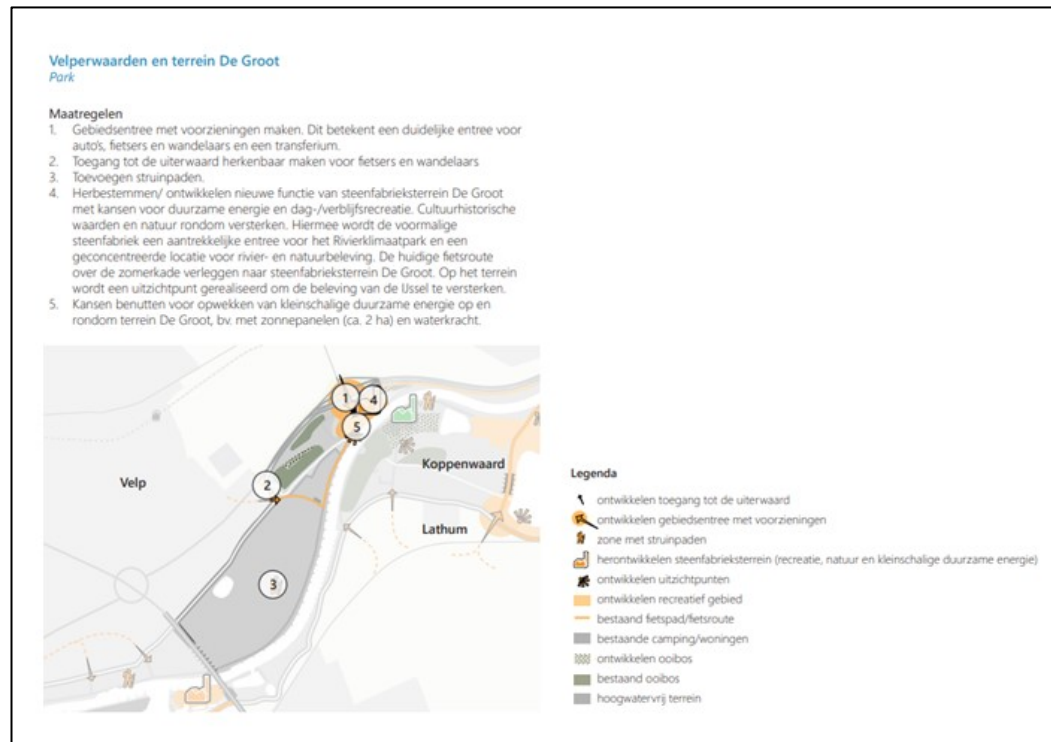 Velperwaarden en terrein De Groot
Park
Maatregelen
1. Gebiedsentree met voorzieningen maken. Dit betekent een duidelijke entree voor
auto's, fietsers en wandelaars en een transferium.
2. Toegang tot de uiterwaard herkenbaar maken voor fietsers en wandelaars
3. Toevoegen struinpaden.
4. Herbestemmen/ ontwikkelen nieuwe functie van steenfabrieksterrein De Groot
met kansen voor duurzame energie en dag-/verblijfsrecreatie. Cultuurhistorische
waarden en natuur rondom versterken. Hiermee wordt de voormalige
steenfabriek een aantrekkelijke entree voor het Rivierklimaatpark en een
geconcentreerde locatie voor rivier- en natuurbeleving. De huidige fietsroute
over de zomerkade verleggen naar steenfabrieksterrein De Groot. Op het terrein
wordt een uitzichtpunt gerealiseerd om de beleving van de IJssel te versterken.
5. Kansen benutten voor opwekken van kleinschalige duurzame energie op en
rondom terrein De Groot, bv. met zonnepanelen (ca. 2 ha) en waterkracht.
1
4
5
Koppenwaard
Velp
2
Lathum
3
Legenda
ontwikkelen toegang tot de uiterwaard
ontwikkelen gebiedsentree met voorzieningen
zone met struinpaden
herontwikkelen steenfabrieksterrein (recreatie, natuur en kleinschalige duurzame energie)
ontwikkelen uitzichtpunten
ontwikkelen recreatief gebied
bestaand fietspad/fietsroute
bestaande camping/woningen
ontwikkelen ooibos
bestaand ooibos
hoogwatervrij terrein